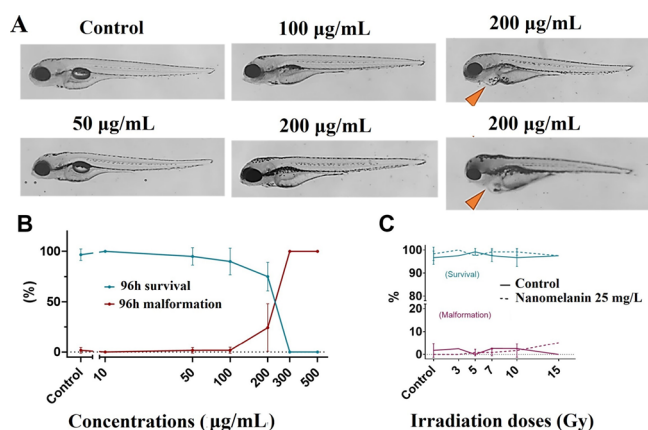 A
Control
100 µg/mL
200 µg/mL
50 µg/mL
200 µg/mL
200 µg/mL
B
100
50
0
(%)
96h survival
96h malformation
Control
10
50
100
200
300
500
Concentrations (µg/mL)
C
100
80
20
10
0
%
(Survival)
Control
Nanomelanin 25 mg/L
(Malformation)
Control
3
5
7
10
15
Irradiation doses (Gy)